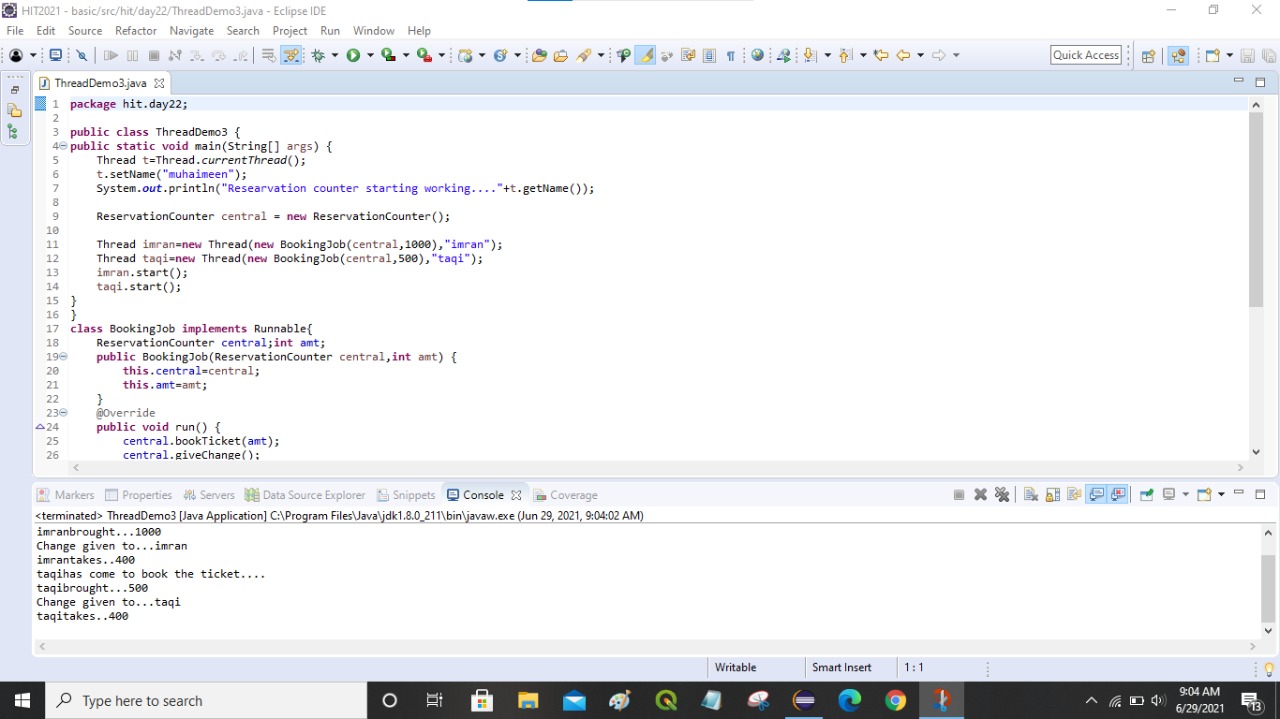 HIT2021 - basic/src/hit/day22/ThreadDemo3.java - Eclipse IDE
File Edit Source Refactor Navigate Search Project Run Window Help
Quick Access
ThreadDemo3.java
1 package hit.day22;
2
3 public class ThreadDemo3 {
4 public static void main(String[] args) {
5 Thread t=Thread.currentThread();
6 t.setName("muhaimeen");
7 System.out.println("Researvation counter starting working...."+t.getName());
8
9 ReservationCounter central = new ReservationCounter();
10
11 Thread imran=new Thread(new BookingJob(central,1000),"imran");
12 Thread taqi=new Thread(new BookingJob(central,500),"taqi");
13 imran.start();
14 taqi.start();
15 }
16 }
17 class BookingJob implements Runnable{
18 ReservationCounter central;int amt;
19 public BookingJob(ReservationCounter central,int amt) {
20 this.central=central;
21 this.amt=amt;
22 }
23 @Override
24 public void run() {
25 central.bookTicket(amt);
26 central.giveChange();
Markers Properties Servers Data Source Explorer Snippets Console Coverage
<terminated> ThreadDemo3 [Java Application] C:\Program Files\Java\jdk1.8.0_211\bin\javaw.exe (Jun 29, 2021, 9:04:02 AM)
imranbrought...1000
Change given to...imran
imrantakes..400
taqihas come to book the ticket....
taqibrought...500
Change given to...taqi
taqitakes..400
Writable Smart Insert 1 : 1
Type here to search
9:04 AM
6/29/2021
13